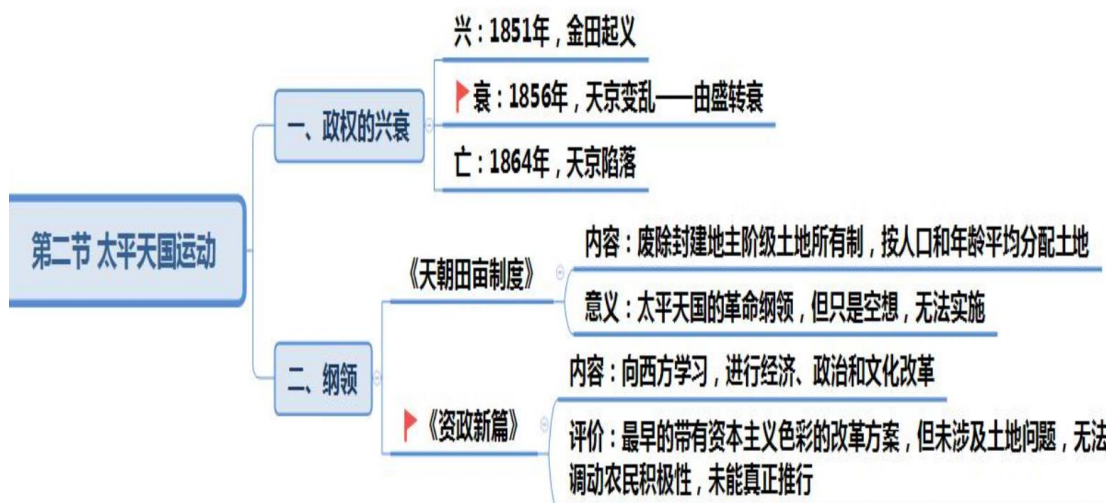 第二节 太平天国运动
一、政权的兴衰
兴：1851年，金田起义
衰：1856年，天京变乱——由盛转衰
亡：1864年，天京陷落
二、纲领
《天朝田亩制度》
内容：废除封建地主阶级土地所有制，按人口和年龄平均分配土地
意义：太平天国的革命纲领，但只是空想，无法实施
《资政新篇》
内容：向西方学习，进行经济、政治和文化改革
评价：最早的带有资本主义色彩的改革方案，但未涉及土地问题，无法
调动农民积极性，未能真正推行